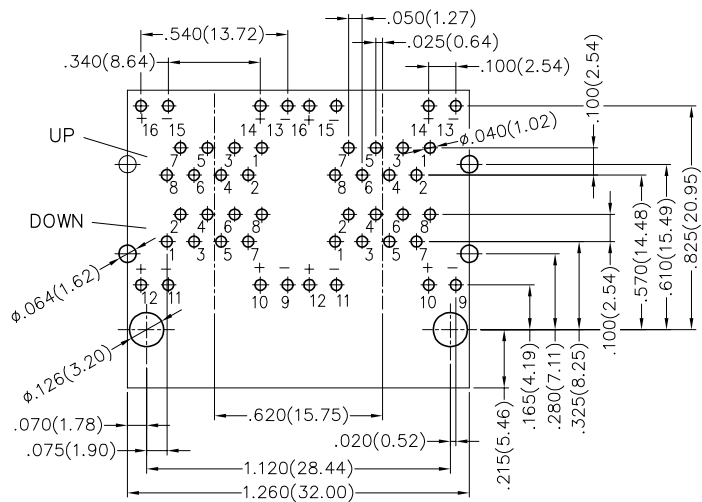 .050(1.27)
.540(13.72)
.025(0.64)
.340(8.64)
.100(2.54)
.100(2.54)
+ − + − + − + −
16 15 14 13 16 15 14 13
ø.040(1.02)
UP
7 5 3 1 7 5 3 1
8 6 4 2 8 6 4 2
DOWN
2 4 6 8 2 4 6 8
1 3 5 7 1 3 5 7
+ − + − + − + −
12 11 10 9 12 11 10 9
ø.064(1.62)
ø.126(3.20)
.070(1.78)
.075(1.90)
.620(15.75)
.020(0.52)
1.120(28.44)
1.260(32.00)
.215(5.46)
.165(4.19)
.280(7.11)
.325(8.25)
.100(2.54)
.570(14.48)
.610(15.49)
.825(20.95)